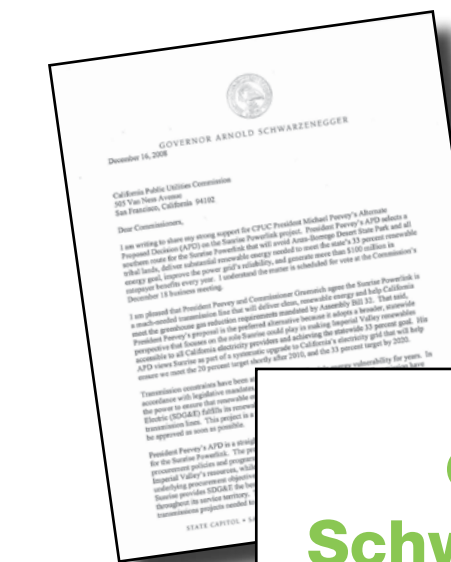 GOVERNOR ARNOLD SCHWARZENEGGER
December 16, 2008
California Public Utilities Commission
505 Van Ness Avenue
San Francisco, California 94102
Dear Commissioners,
I am writing to share my strong support for CPUC President Michael Peevey's Alternate
Proposed Decision (APD) on the Sunrise Powerlink project. President Peevey's APD selects a
southern route for the Sunrise Powerlink that will avoid Anza-Borrego Desert State Park and all
tribal lands, deliver substantial renewable energy needed to meet the state's 33 percent renewable
energy goal, improve the power grid's reliability, and generate more than $100 million in
ratepayer benefits every year. I understand the matter is scheduled for vote at the Commission's
December 18 business meeting.
I am pleased that President Peevey and Commissioner Grueneich agree the Sunrise Powerlink is
a much-needed transmission line that will deliver clean, renewable energy and help California
meet the greenhouse gas reduction requirements mandated by Assembly Bill 32. That said,
President Peevey's proposal is the preferred alternative because it adopts a broader, statewide
perspective that focuses on the role Sunrise could play in making Imperial Valley renewables
accessible to all California electricity providers and achieving the statewide 33 percent goal. His
APD views Sunrise as part of a systematic upgrade to California's electricity grid that will help
ensure we meet the 20 percent target shortly after 2010, and the 33 percent target by 2020.
Transmission constraints have been
vulnerability for years. In
accordance with legislative mandates
have
the power to ensure that renewable
Electric (SDG&E) fulfills its
transmission lines. This project is a
be approved as soon as possible.
President Peevey's APD is a
for the Sunrise Powerlink. The
procurement policies and
Imperial Valley's resources, while
underlying procurement
Sunrise provides SDG&E the
throughout its service territory.
transmissions projects needed to
STATE CAPITOL •
Schw